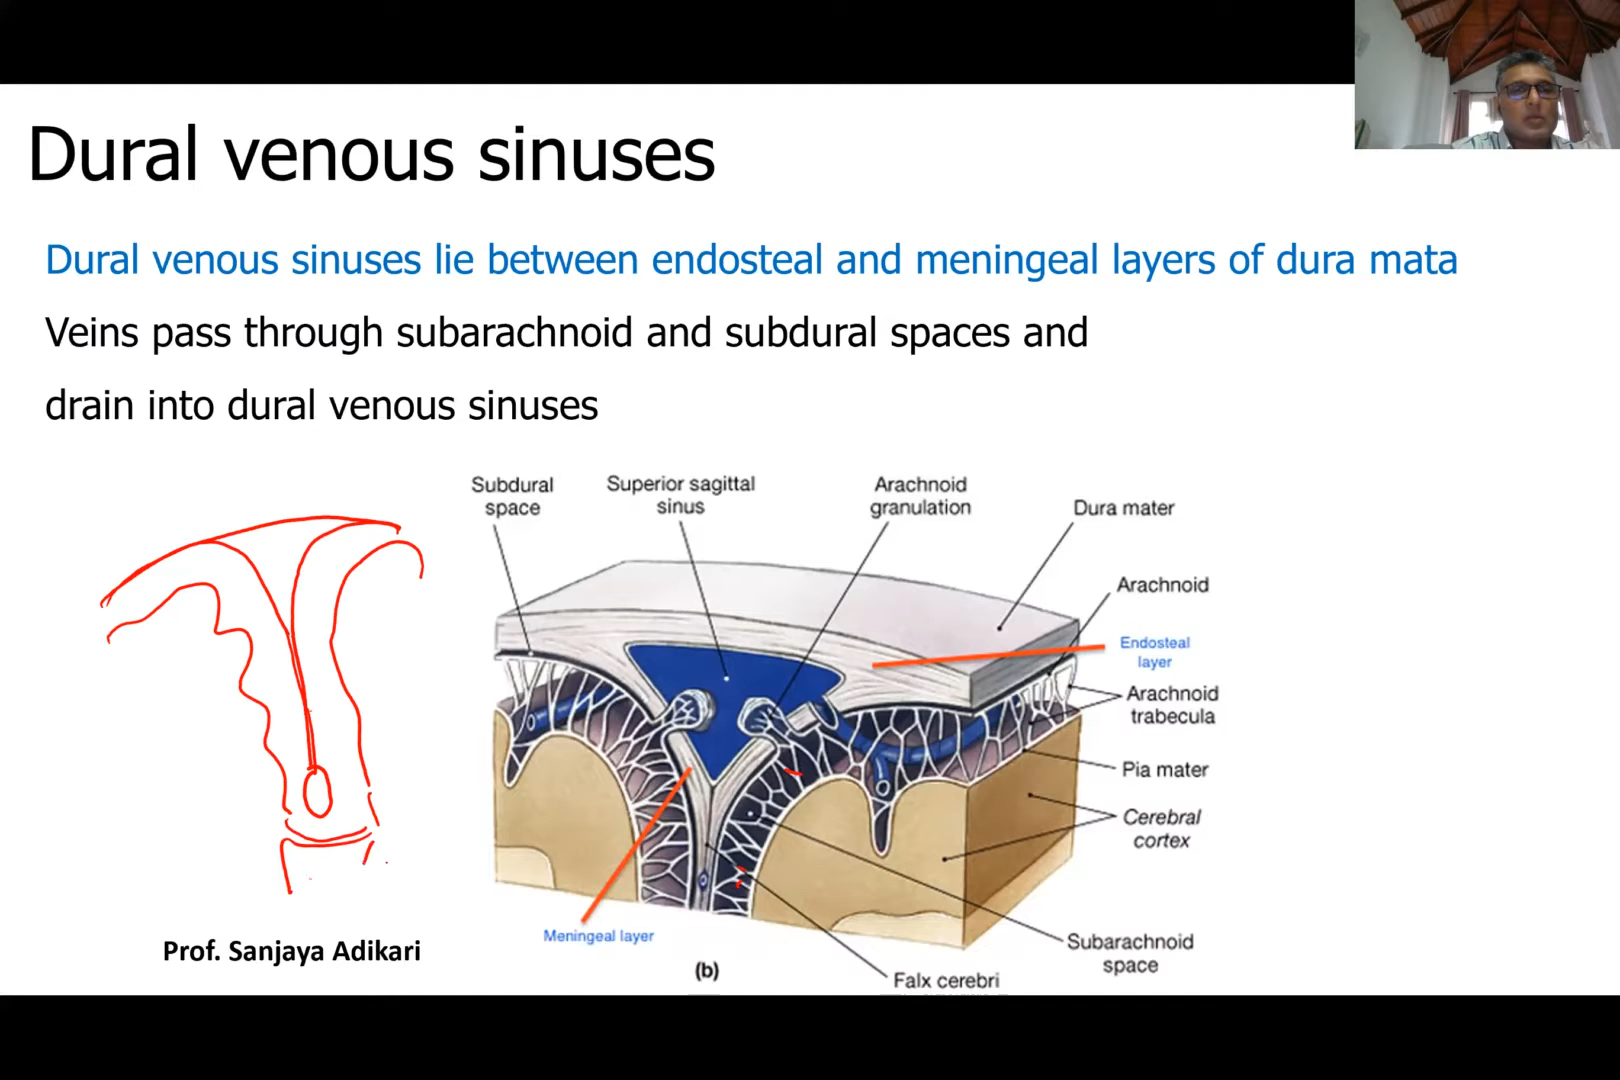 Dural venous sinuses
Dural venous sinuses lie between endosteal and meningeal layers of dura mata
Veins pass through subarachnoid and subdural spaces and
drain into dural venous sinuses
Subdural
space
Superior sagittal
sinus
Arachnoid
granulation
Dura mater
Arachnoid
Endosteal
layer
Arachnoid
trabecula
Pia mater
Cerebral
cortex
Meningeal layer
Subarachnoid
space
Prof. Sanjaya Adikari
(b)
Falx cerebri